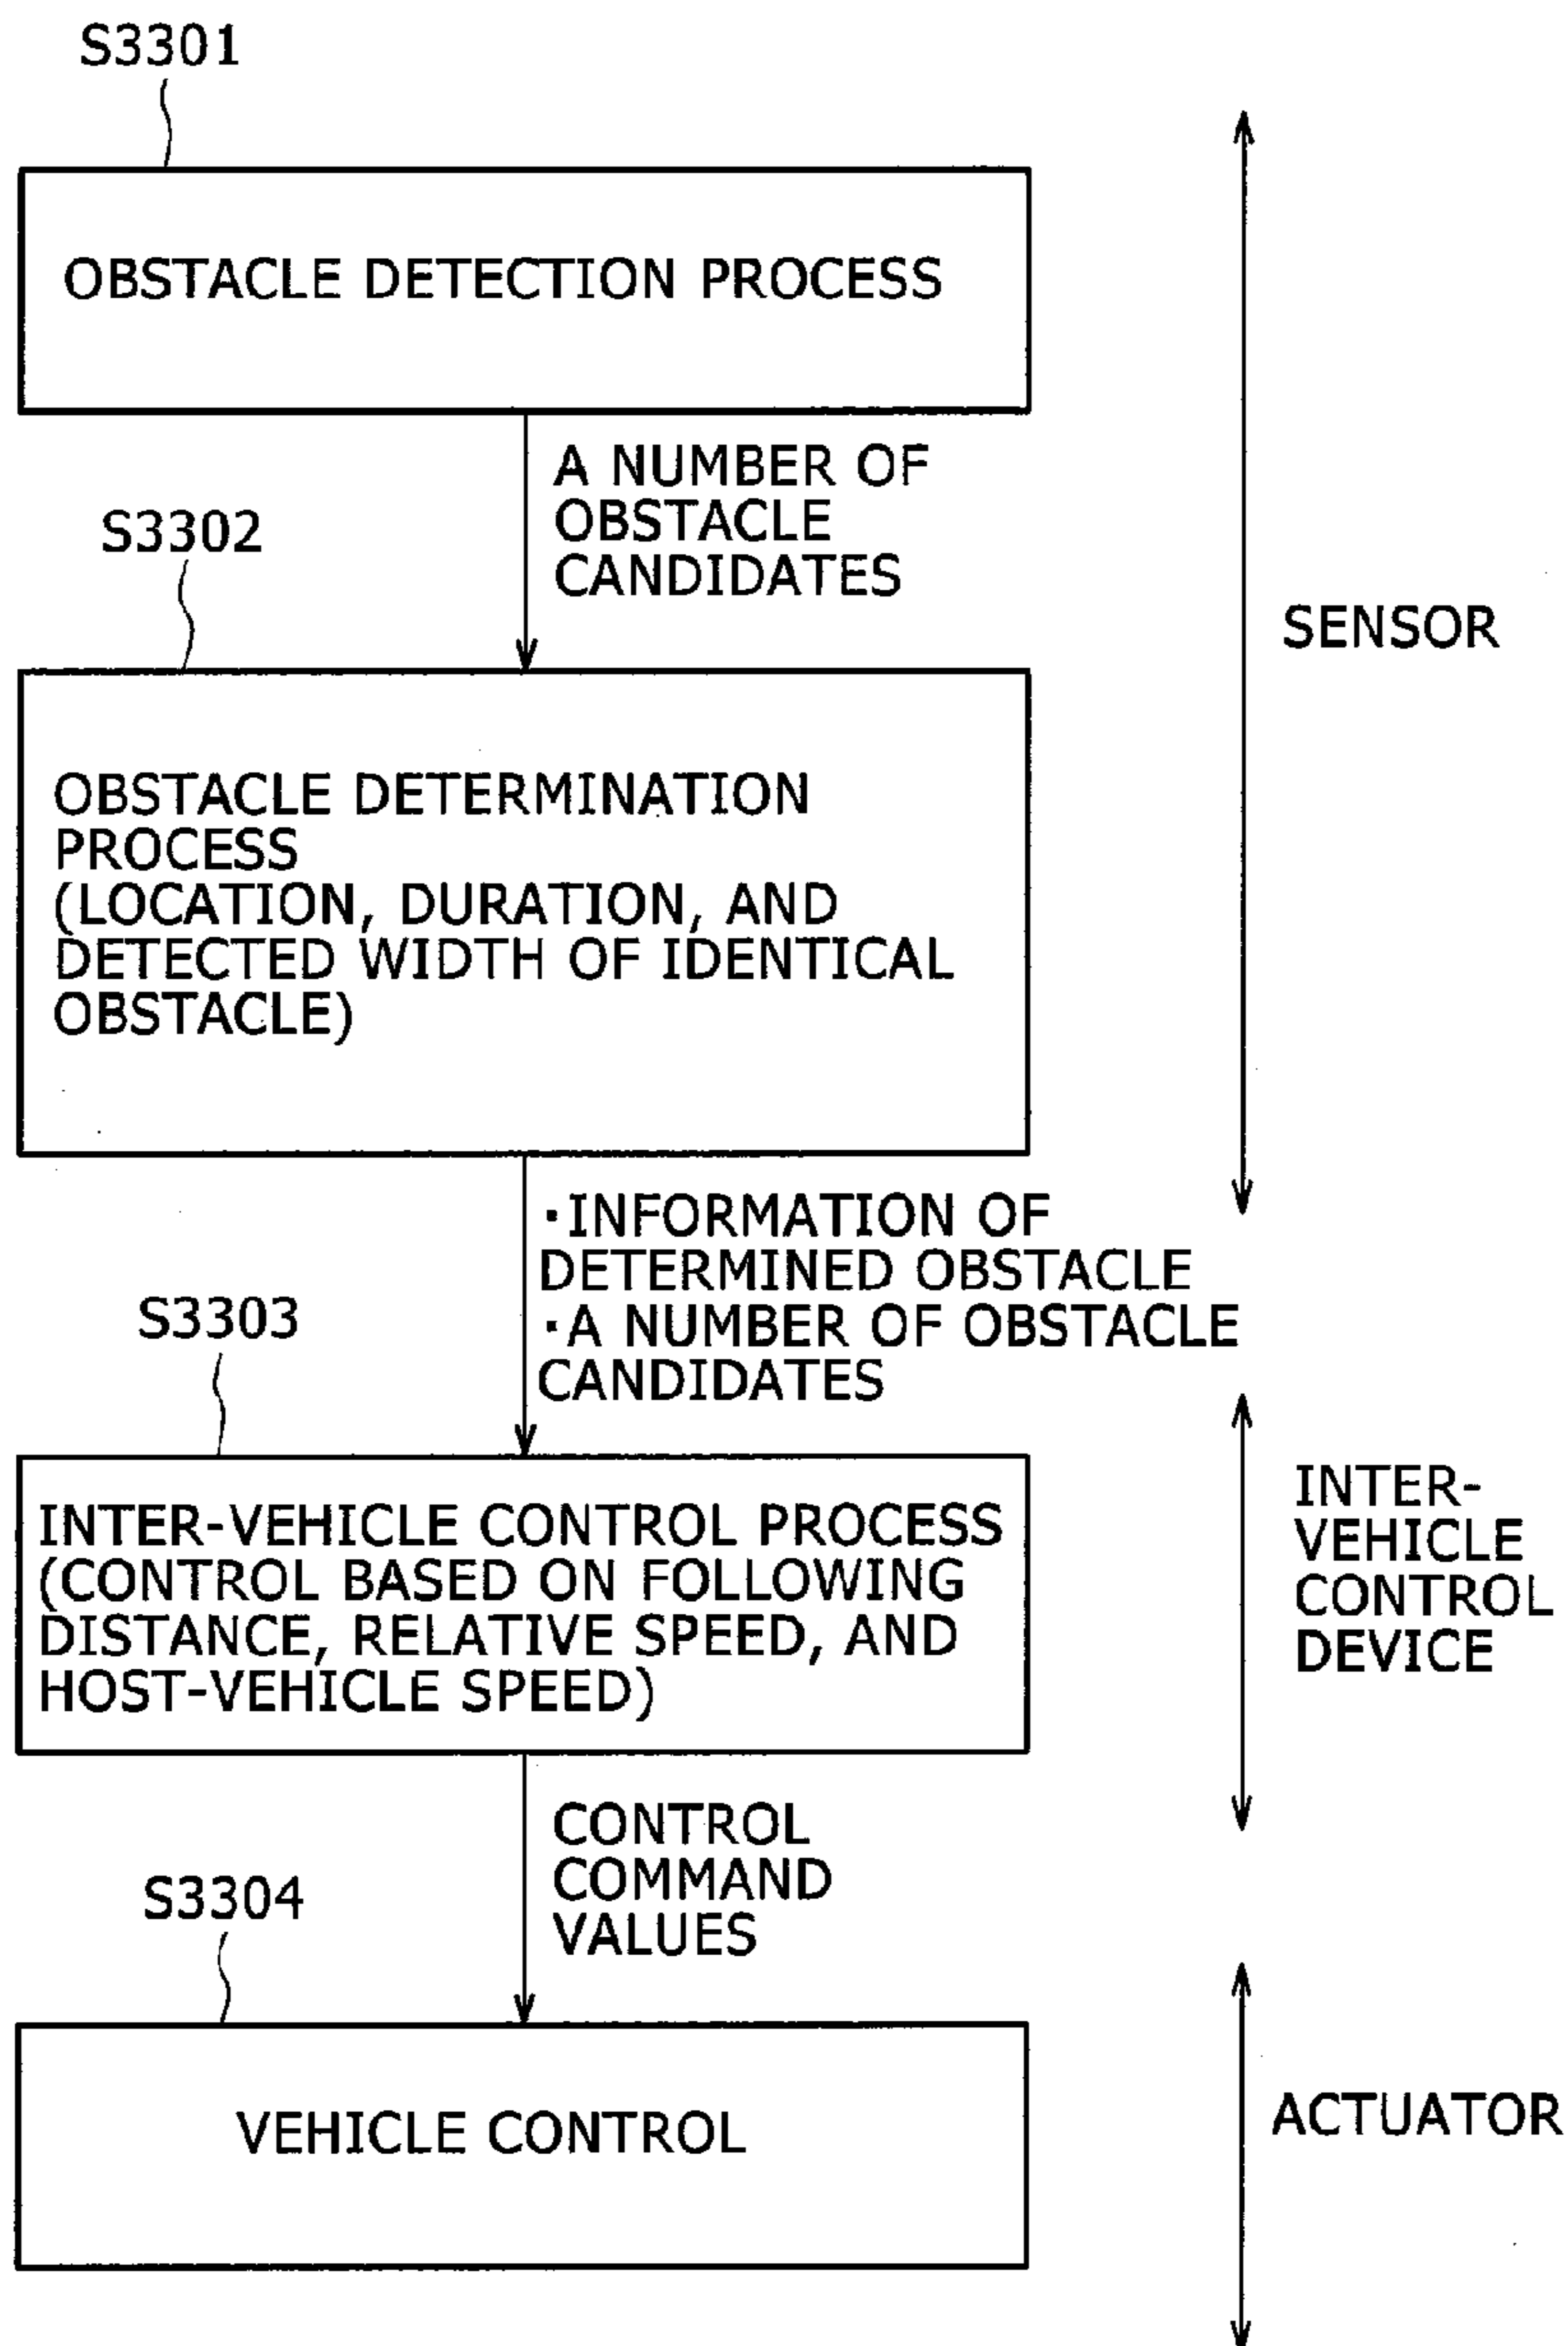 S3301
OBSTACLE DETECTION PROCESS
A NUMBER OF
OBSTACLE
CANDIDATES
S3302
SENSOR
OBSTACLE DETERMINATION
PROCESS
(LOCATION, DURATION, AND
DETECTED WIDTH OF IDENTICAL
OBSTACLE)
·INFORMATION OF
DETERMINED OBSTACLE
·A NUMBER OF OBSTACLE
CANDIDATES
S3303
INTER-VEHICLE CONTROL PROCESS
(CONTROL BASED ON FOLLOWING
DISTANCE, RELATIVE SPEED, AND
HOST-VEHICLE SPEED)
INTER-
VEHICLE
CONTROL
DEVICE
CONTROL
COMMAND
VALUES
S3304
VEHICLE CONTROL
ACTUATOR